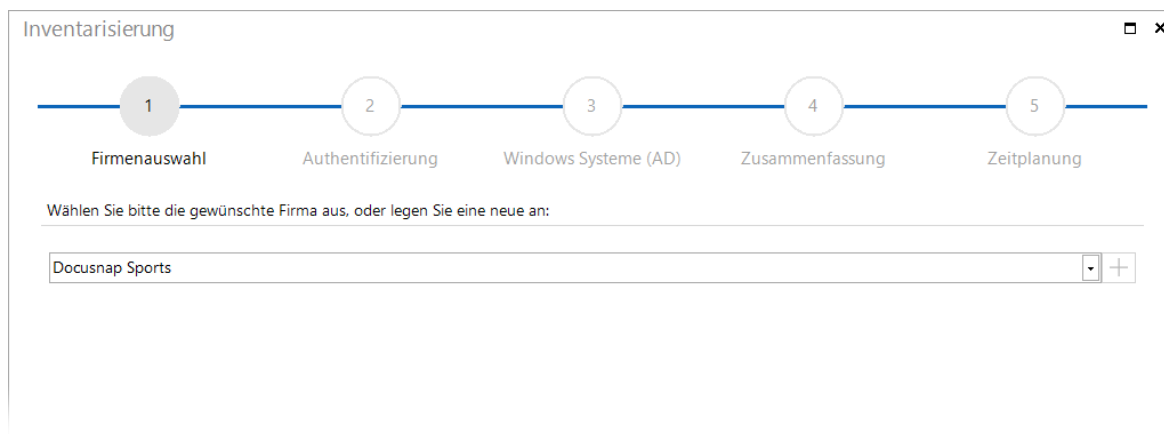 Inventarisierung
1 2 3 4 5
Firmenauswahl Authentifizierung Windows Systeme (AD) Zusammenfassung Zeitplanung
Wählen Sie bitte die gewünschte Firma aus, oder legen Sie eine neue an:
Docusnap Sports